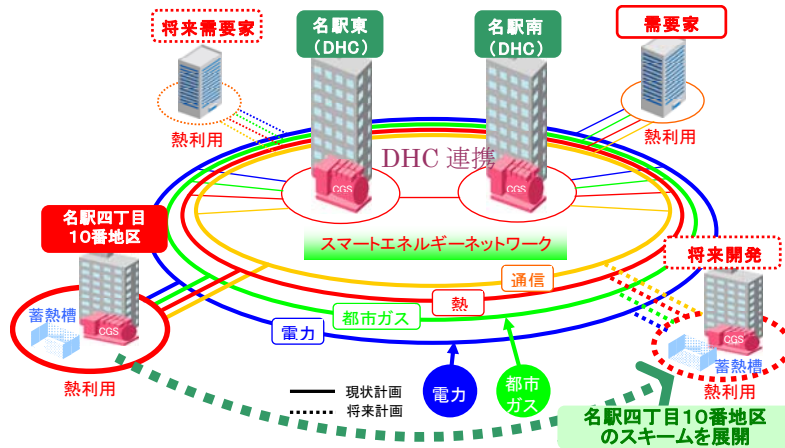 将来需要家
名駅東
（DHC）
名駅南
（DHC）
需要家
熱利用
熱利用
DHC 連携
CGS
CGS
名駅四丁目
10番地区
スマートエネルギーネットワーク
将来開発
通信
熱
都市ガス
電力
蓄熱槽
CGS
熱利用
CGS
蓄熱槽
熱利用
現状計画
将来計画
電力
都市
ガス
名駅四丁目10番地区
のスキームを展開